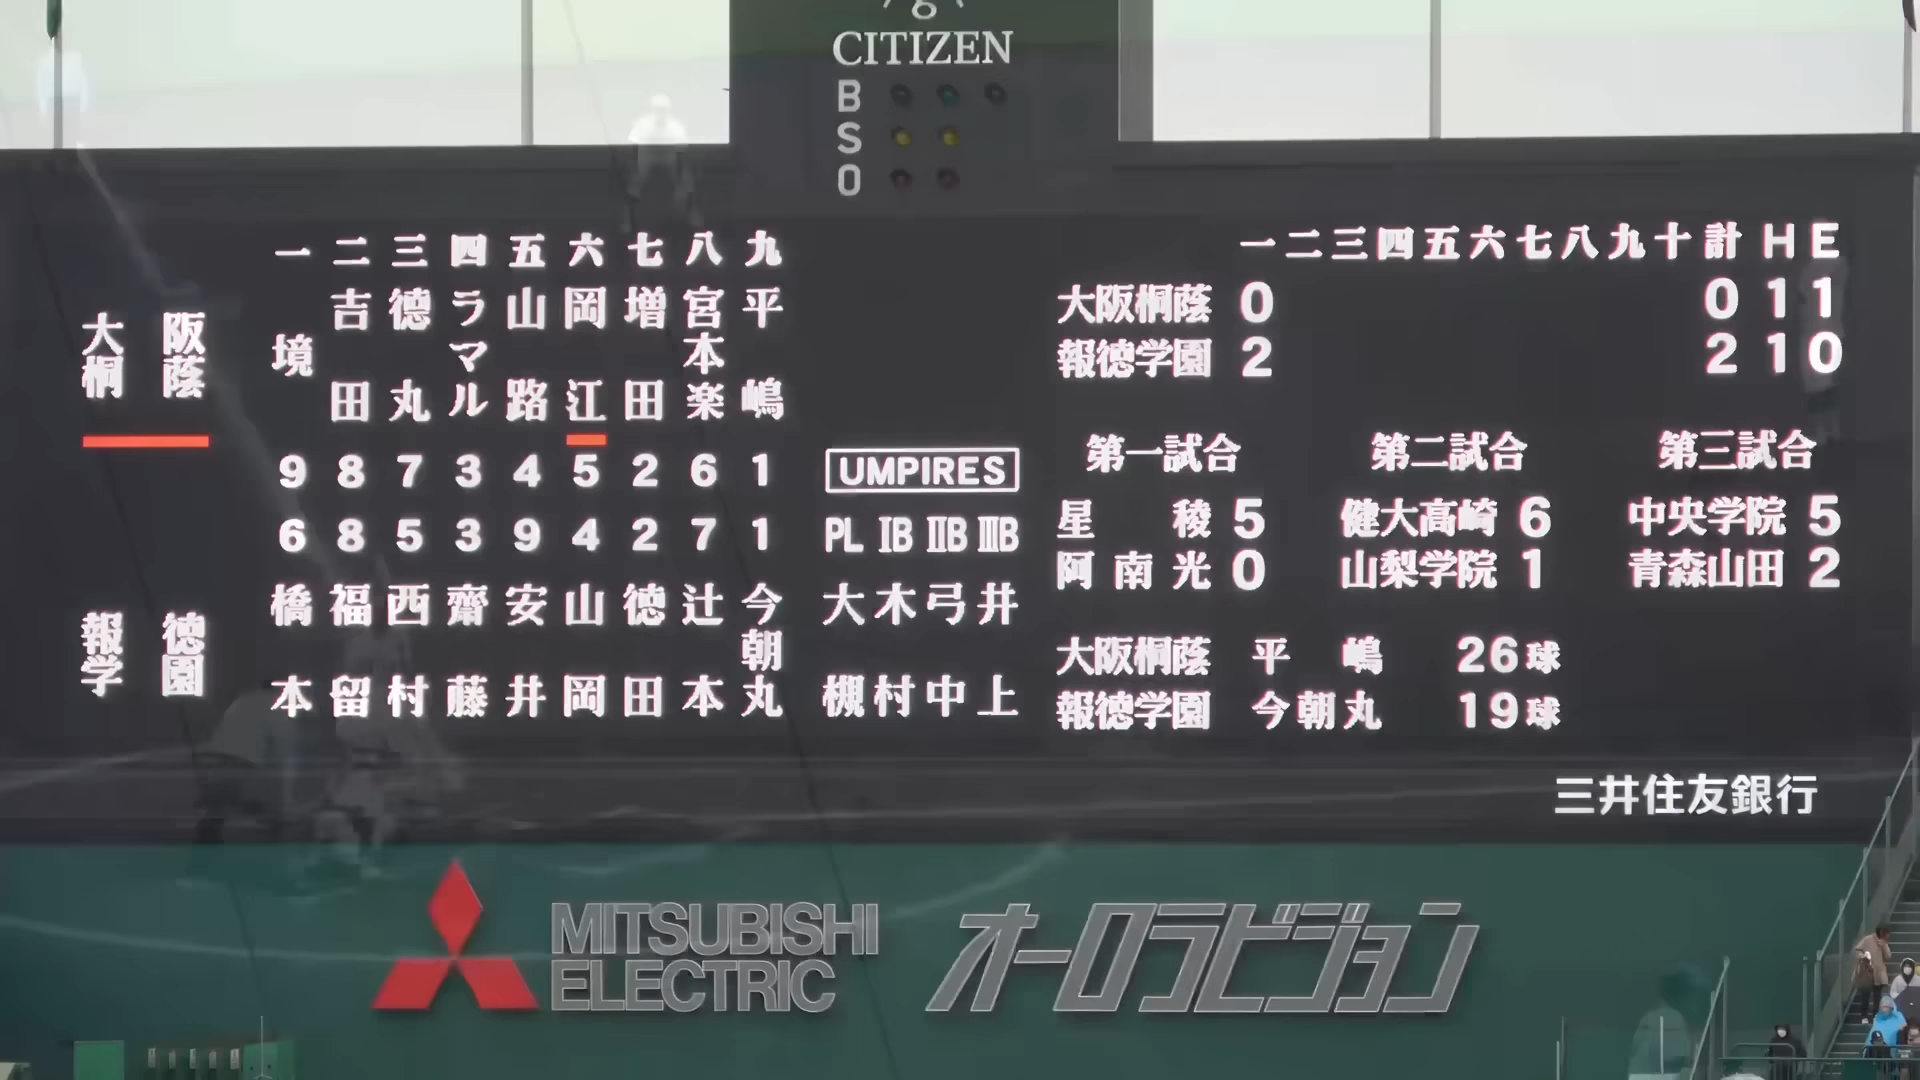 CITIZEN
B
S
O
一 二 三 四 五 六 七 八 九
大阪桐蔭
境 吉田 徳丸 ラマル 山路 岡江 増田 宮本楽 平嶋
9 8 7 3 4 5 2 6 1
6 8 5 3 9 4 2 7 1
報徳学園
橋本 福留 西村 齋藤 安井 山岡 徳田 辻本 今朝丸
UMPIRES
PL ⅠB ⅡB ⅢB
大槻 木村 弓中 井上
一 二 三 四 五 六 七 八 九 十 計 H E
大阪桐蔭 0 0 1 1
報徳学園 2 2 1 0
第一試合 第二試合 第三試合
星稜 5 健大高崎 6 中央学院 5
阿南光 0 山梨学院 1 青森山田 2
大阪桐蔭 平嶋 26球
報徳学園 今朝丸 19球
三井住友銀行
MITSUBISHI
ELECTRIC
オーロラビジョン